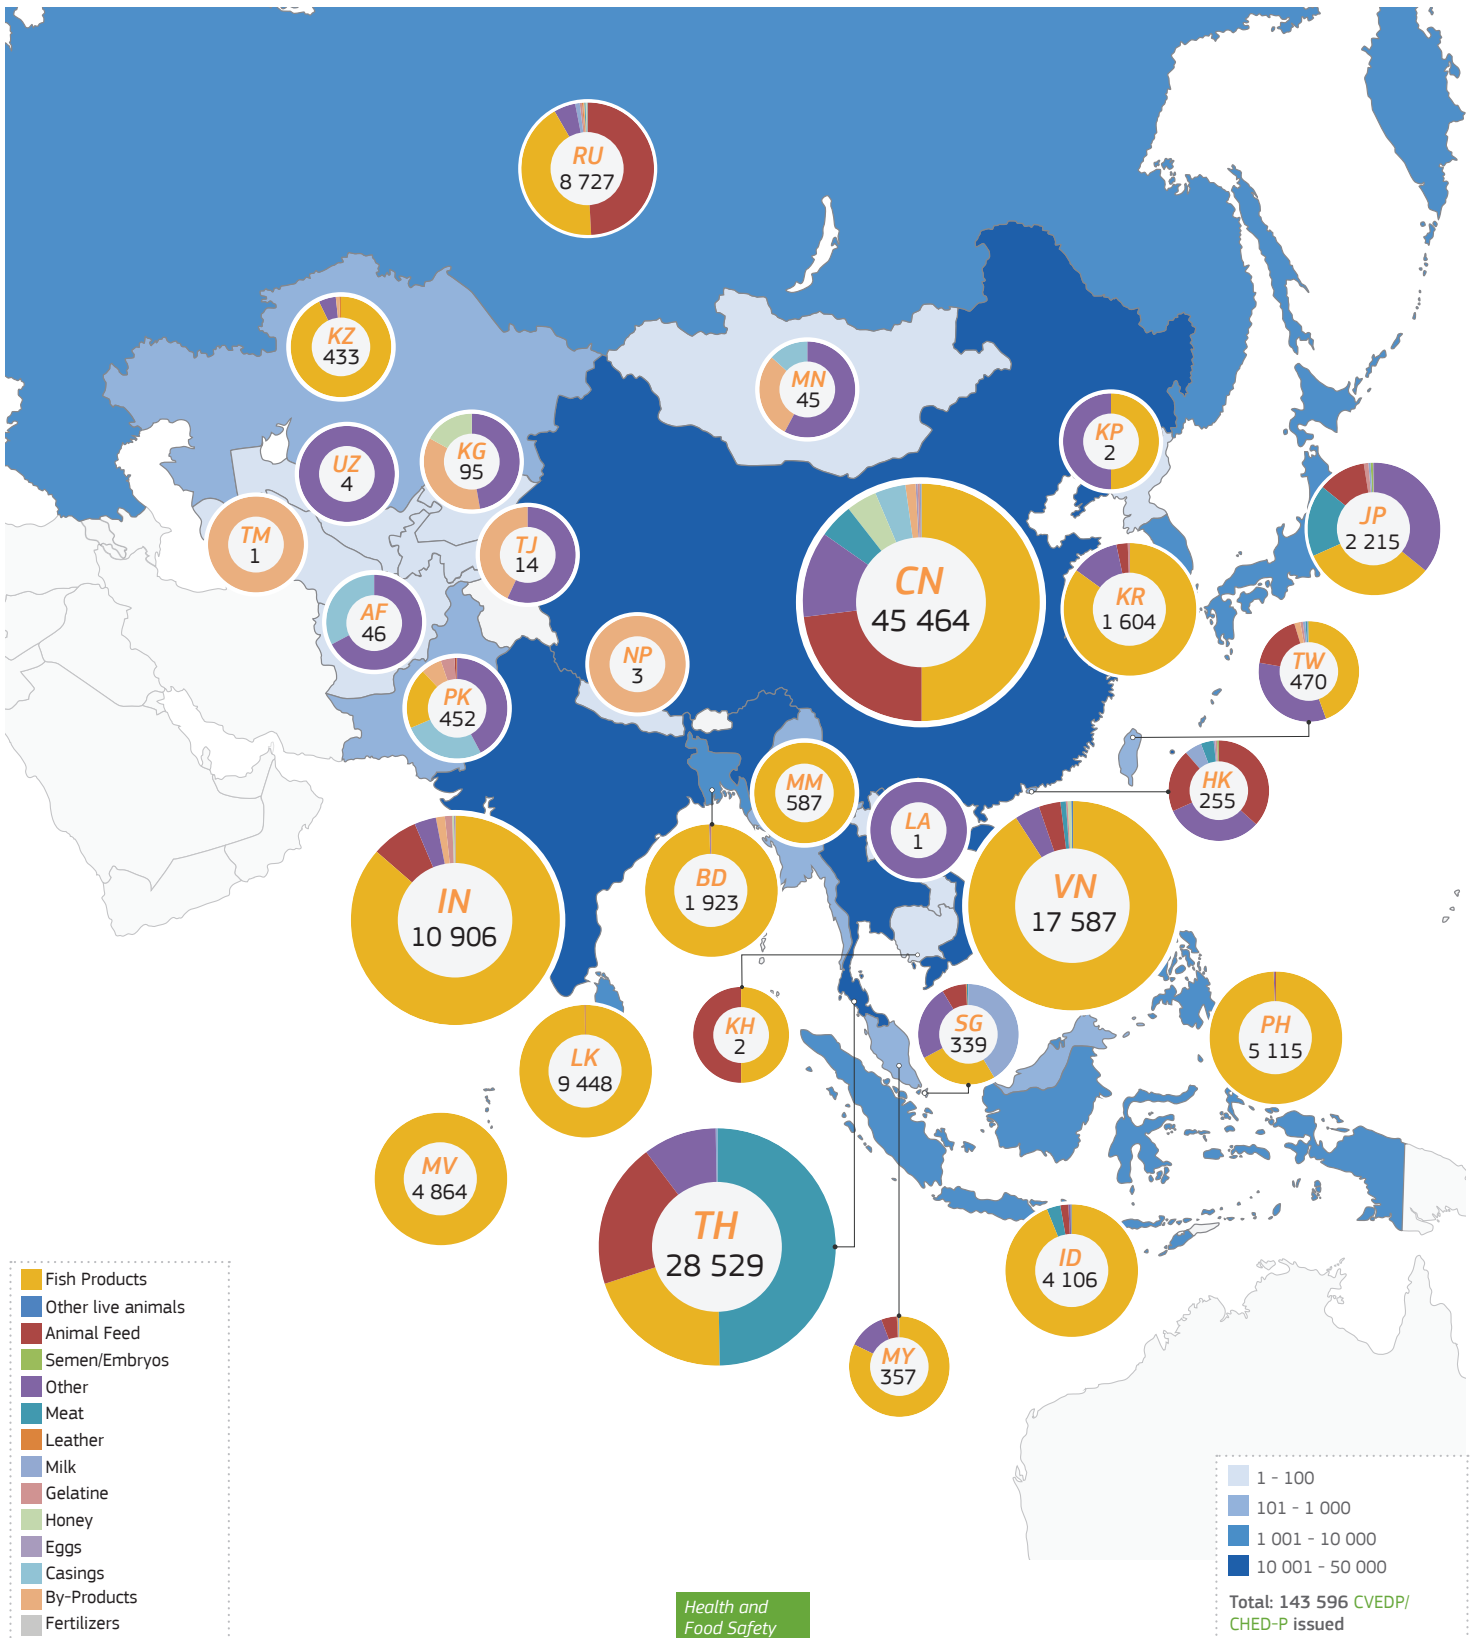 RU
8 727
KZ
433
MN
45
KP
2
UZ
4
KG
95
JP
2 215
TM
1
TJ
14
CN
45 464
KR
1 604
AF
46
NP
3
TW
470
PK
452
MM
587
HK
255
LA
1
IN
10 906
BD
1 923
VN
17 587
KH
2
SG
339
PH
5 115
LK
9 448
MV
4 864
TH
28 529
ID
4 106
MY
357
Fish Products
Other live animals
Animal Feed
Semen/Embryos
Other
Meat
Leather
Milk
Gelatine
Honey
Eggs
Casings
By-Products
Fertilizers
1 - 100
101 - 1 000
1 001 - 10 000
10 001 - 50 000
Total: 143 596 CVEDP/
CHED-P issued
Health and
Food Safety